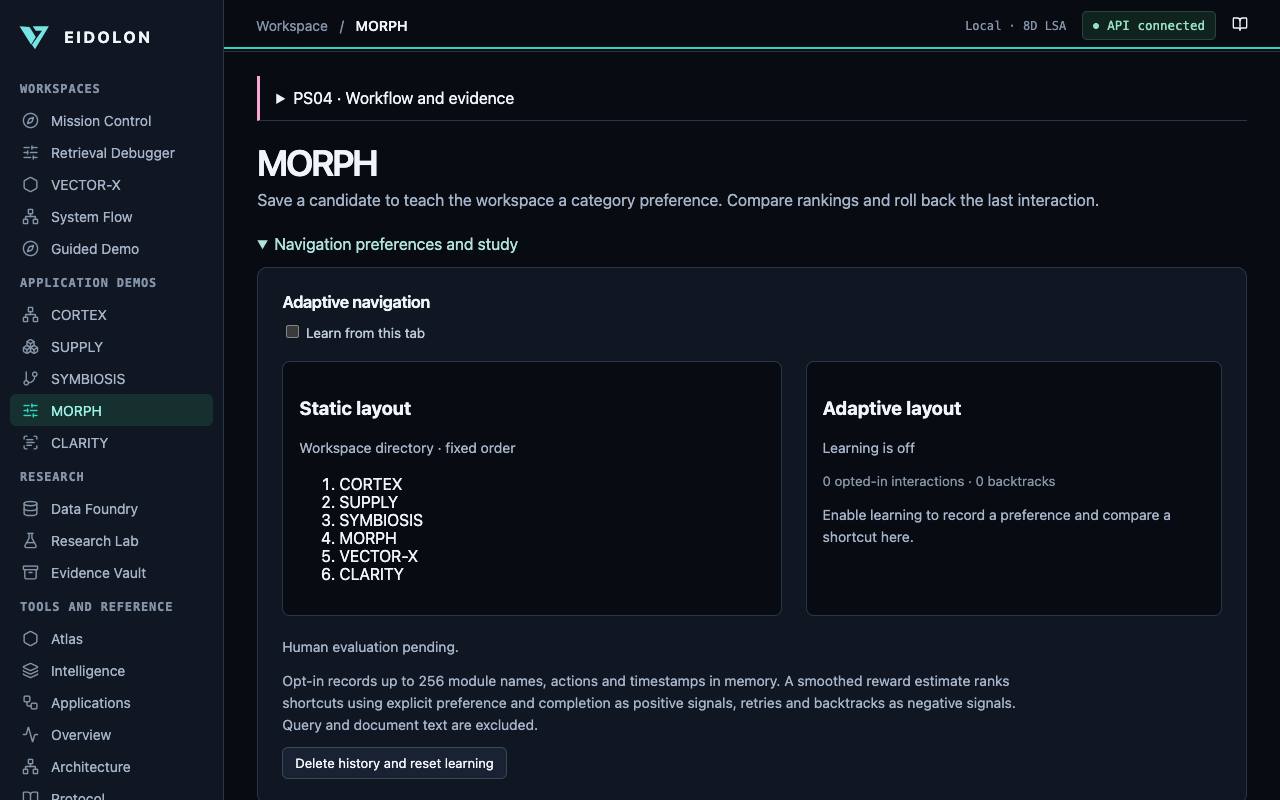 EIDOLON
WORKSPACES
Mission Control
Retrieval Debugger
VECTOR-X
System Flow
Guided Demo
APPLICATION DEMOS
CORTEX
SUPPLY
SYMBIOSIS
MORPH
CLARITY
RESEARCH
Data Foundry
Research Lab
Evidence Vault
TOOLS AND REFERENCE
Atlas
Intelligence
Applications
Overview
Architecture
Protocol
Workspace / MORPH
Local · 8D LSA
API connected
PS04 · Workflow and evidence
MORPH
Save a candidate to teach the workspace a category preference. Compare rankings and roll back the last interaction.
Navigation preferences and study
Adaptive navigation
Learn from this tab
Static layout
Workspace directory · fixed order
1. CORTEX
2. SUPPLY
3. SYMBIOSIS
4. MORPH
5. VECTOR-X
6. CLARITY
Adaptive layout
Learning is off
0 opted-in interactions · 0 backtracks
Enable learning to record a preference and compare a
shortcut here.
Human evaluation pending.
Opt-in records up to 256 module names, actions and timestamps in memory. A smoothed reward estimate ranks
shortcuts using explicit preference and completion as positive signals, retries and backtracks as negative signals.
Query and document text are excluded.
Delete history and reset learning